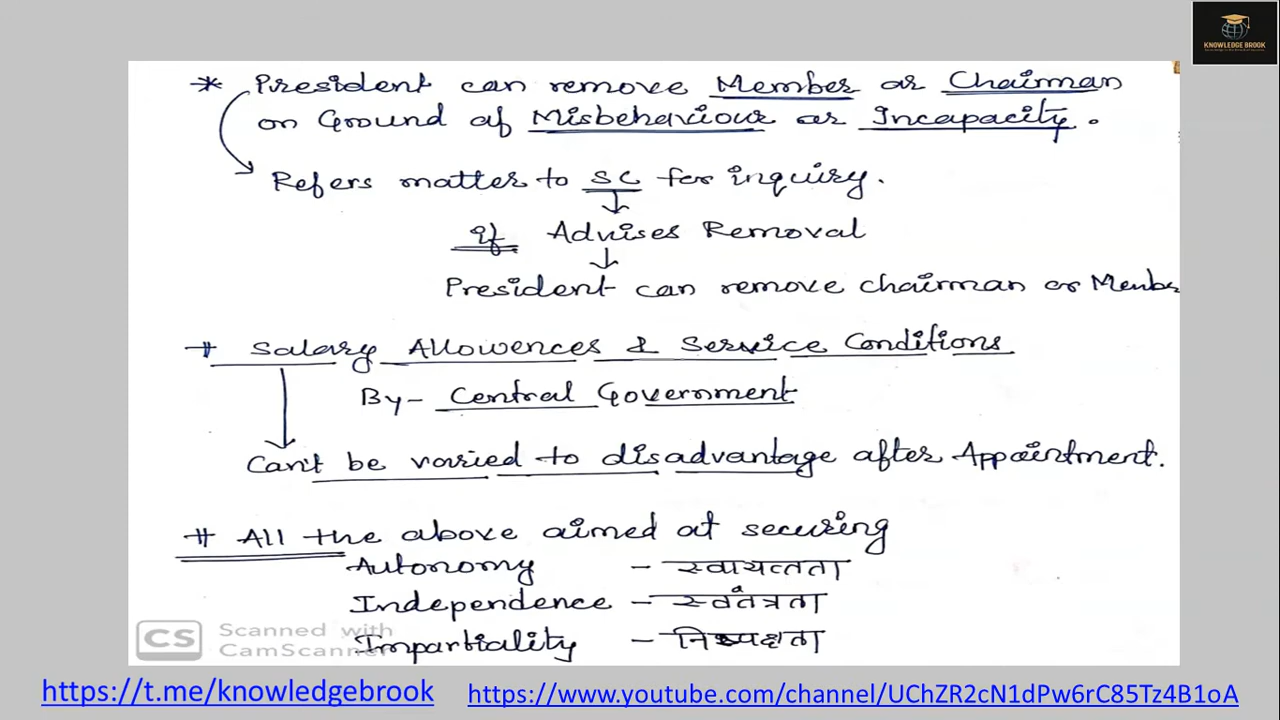 KNOWLEDGE BROOK
* President can remove Member or Chairman
on Ground of Misbehaviour or Incapacity.
Refers matter to SC for inquiry.
If Advises Removal
President can remove chairman or Membe
# Salary Allowences & Service Conditions
By- Central Government
Can't be varied to disadvantage after Appointment.
# All the above aimed at securing
Autonomy - स्वायत्तता
Independence - स्वतंत्रता
Impartiality - निष्पक्षता
CS Scanned with
CamScanner
https://t.me/knowledgebrook https://www.youtube.com/channel/UChZR2cN1dPw6rC85Tz4B1oA